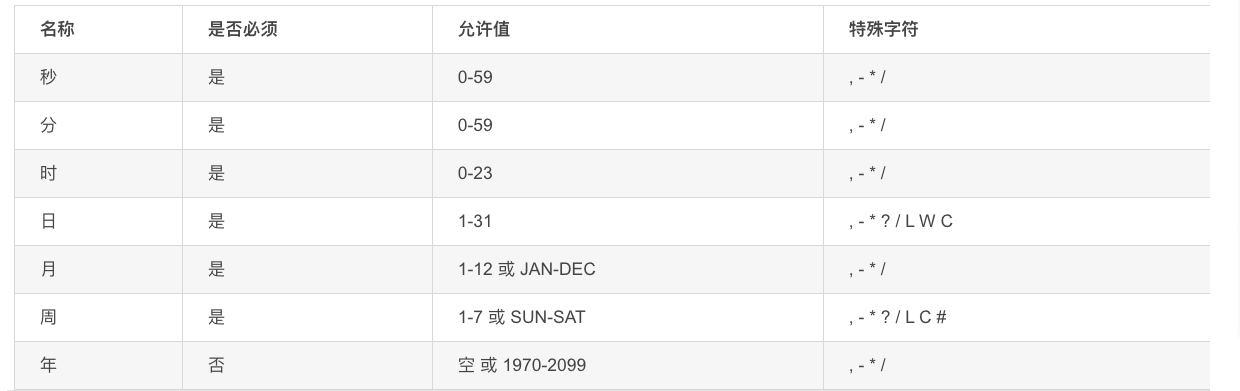 名称 是否必须 允许值 特殊字符
秒 是 0-59 , - * /
分 是 0-59 , - * /
时 是 0-23 , - * /
日 是 1-31 , - * ? / L W C
月 是 1-12 或 JAN-DEC , - * /
周 是 1-7 或 SUN-SAT , - * ? / L C #
年 否 空 或 1970-2099 , - * /